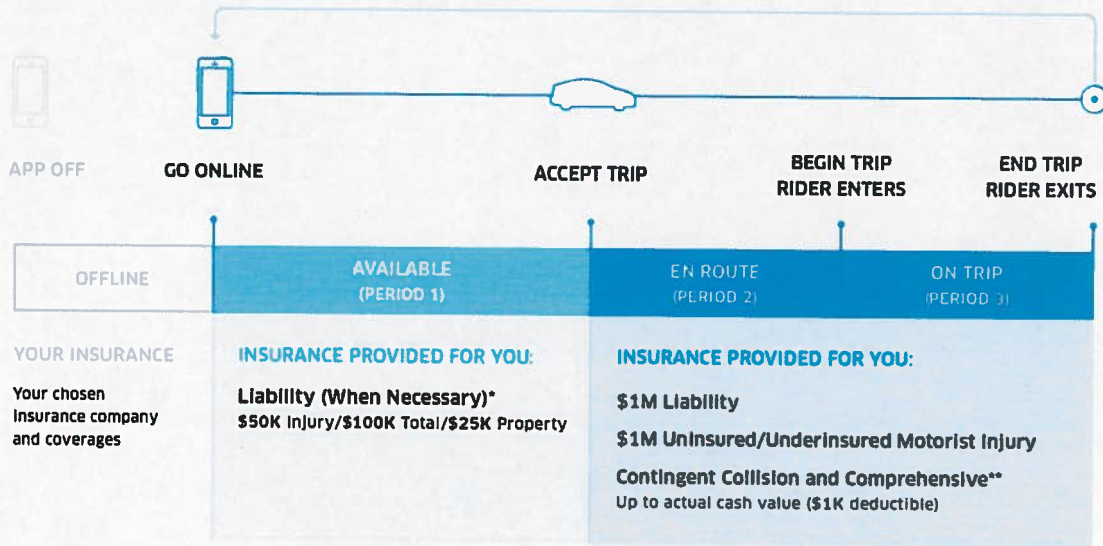 APP OFF
GO ONLINE
ACCEPT TRIP
BEGIN TRIP
RIDER ENTERS
END TRIP
RIDER EXITS
OFFLINE
AVAILABLE
(PERIOD 1)
EN ROUTE
(PERIOD 2)
ON TRIP
(PERIOD 3)
YOUR INSURANCE
Your chosen
insurance company
and coverages
INSURANCE PROVIDED FOR YOU:
Liability (When Necessary)*
$50K Injury/$100K Total/$25K Property
INSURANCE PROVIDED FOR YOU:
$1M Liability
$1M Uninsured/Underinsured Motorist Injury
Contingent Collision and Comprehensive**
Up to actual cash value ($1K deductible)